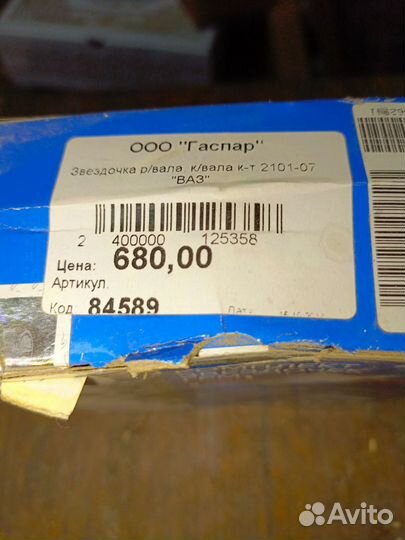 ООО "Гаспар"
Звездочка р/вала, к/вала к-т 2101-07
"ВАЗ"
2 400000 125358
Цена: 680,00
Артикул.
Код 84589
Avito